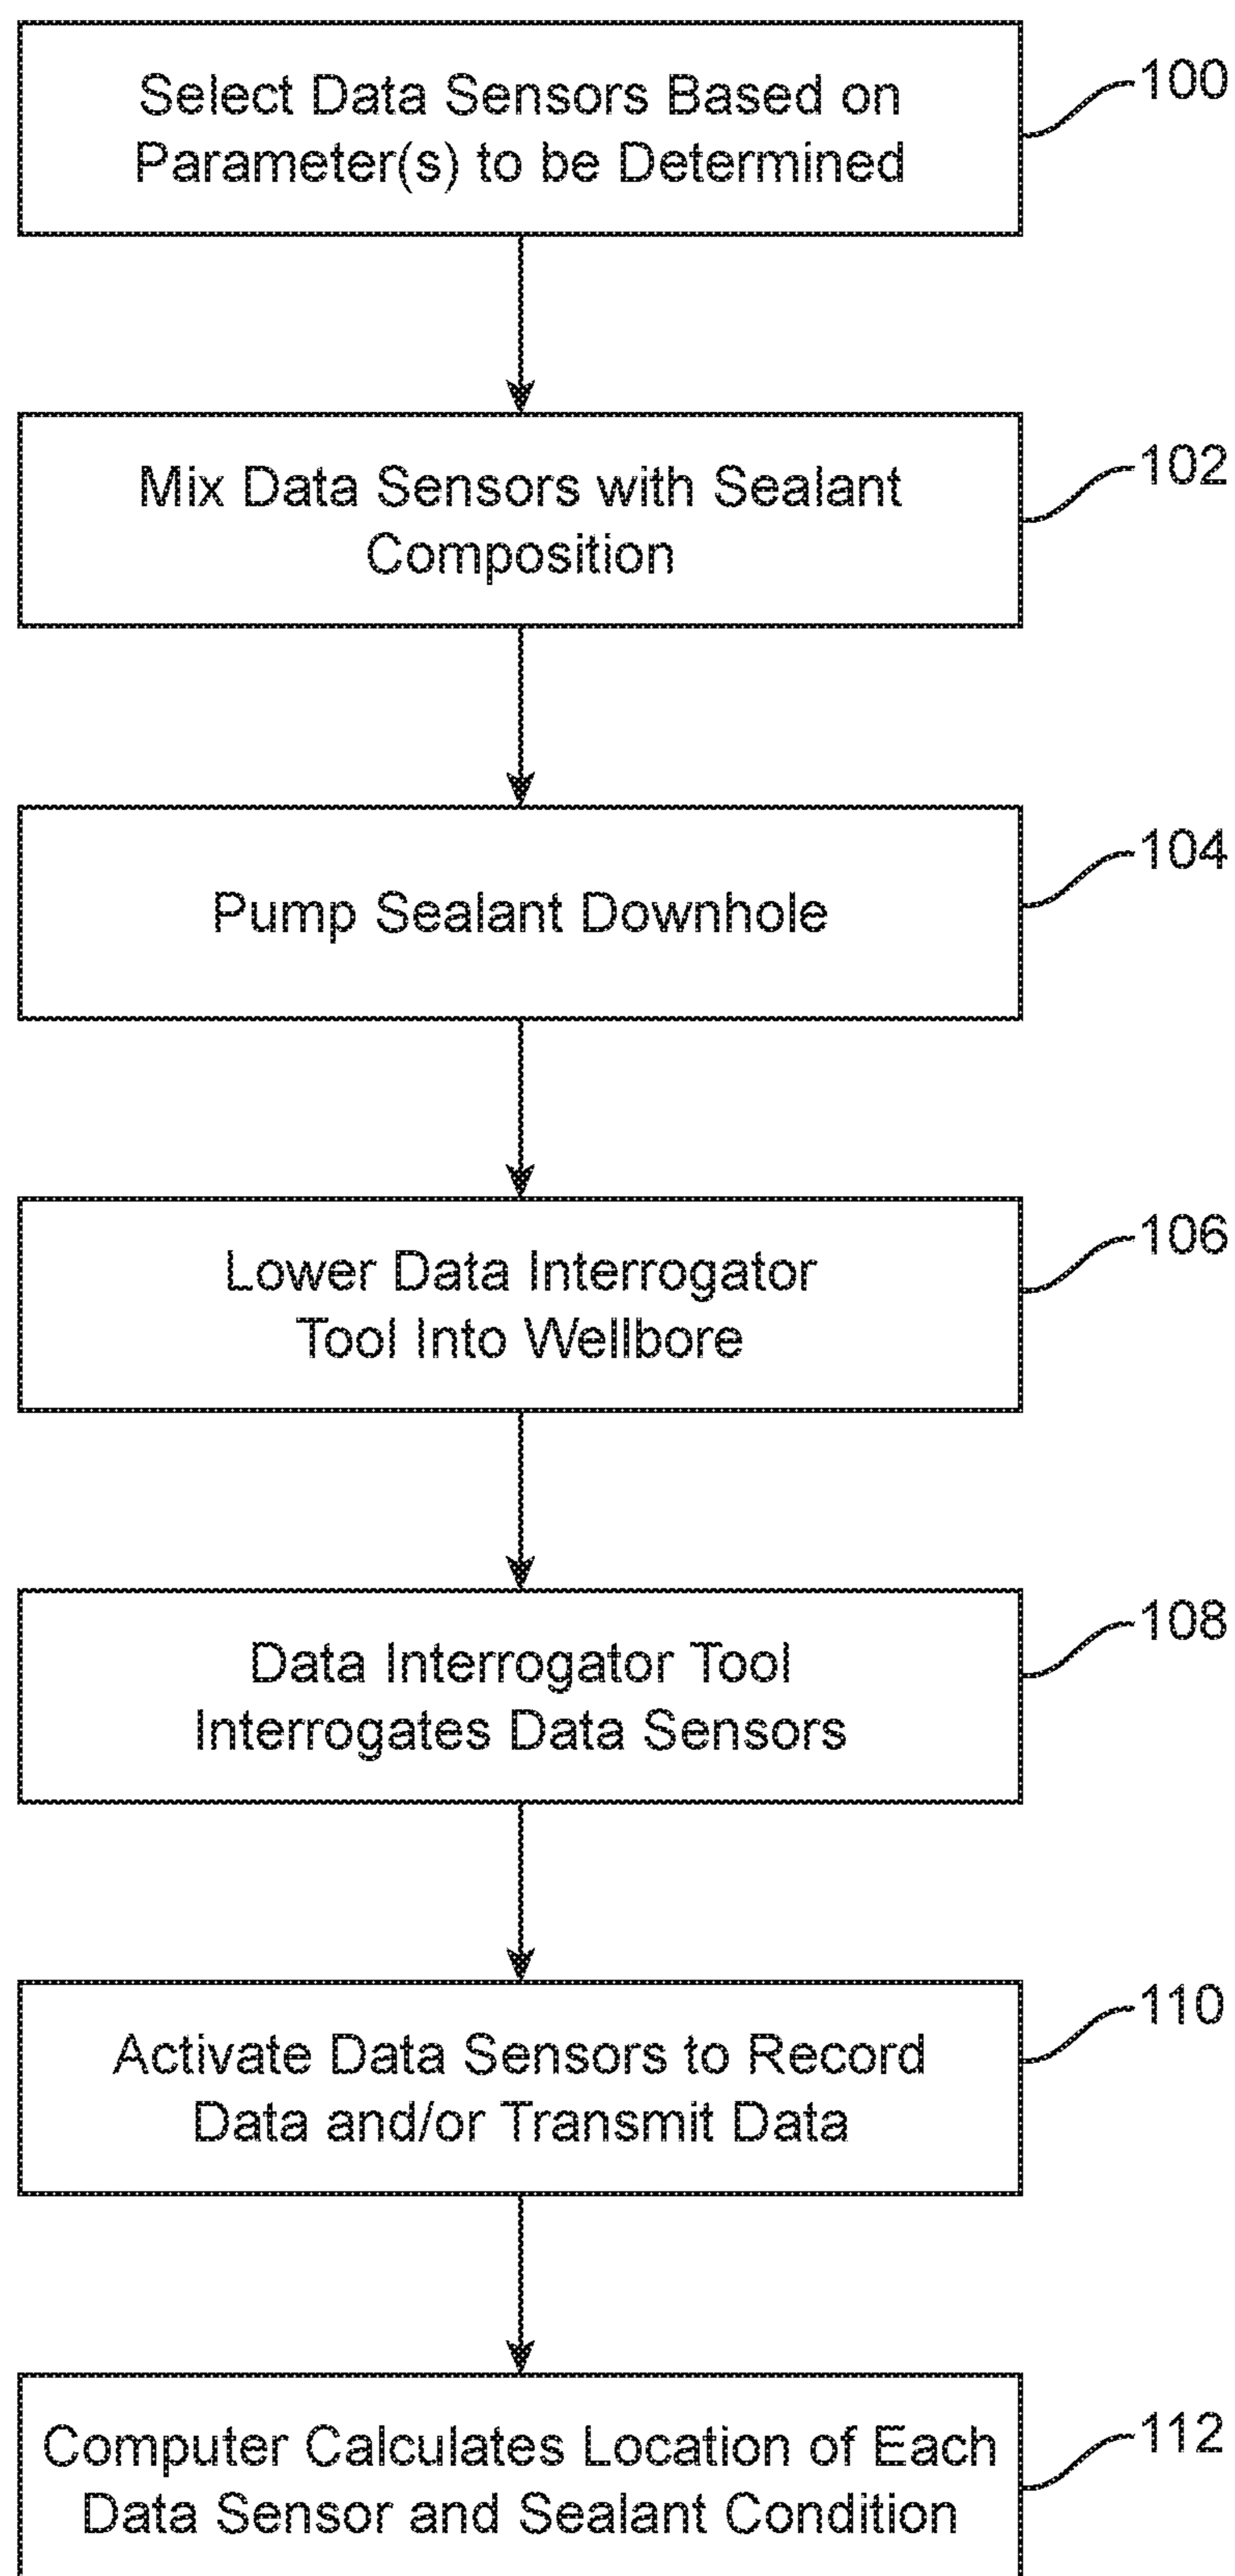 Select Data Sensors Based on
Parameter(s) to be Determined
100
Mix Data Sensors with Sealant
Composition
102
Pump Sealant Downhole
104
Lower Data Interrogator
Tool Into Wellbore
106
Data Interrogator Tool
Interrogates Data Sensors
108
Activate Data Sensors to Record
Data and/or Transmit Data
110
Computer Calculates Location of Each
Data Sensor and Sealant Condition
112